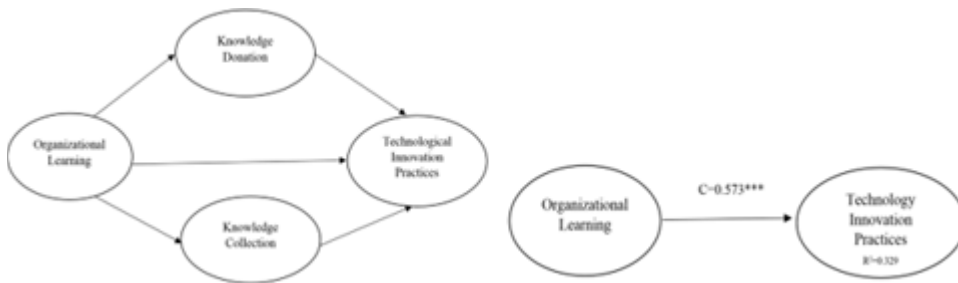 Knowledge
Donation
Organizational
Learning
Technological
Innovation
Practices
Knowledge
Collection
Organizational
Learning
C=0.573***
Technology
Innovation
Practices
R²=0.329